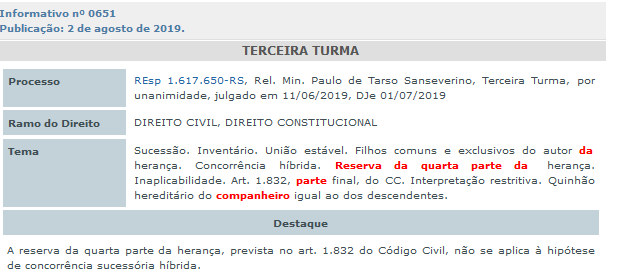 Informativo nº 0651
Publicação: 2 de agosto de 2019.
TERCEIRA TURMA
Processo
REsp 1.617.650-RS, Rel. Min. Paulo de Tarso Sanseverino, Terceira Turma, por
unanimidade, julgado em 11/06/2019, DJe 01/07/2019
Ramo do Direito
DIREITO CIVIL, DIREITO CONSTITUCIONAL
Tema
Sucessão. Inventário. União estável. Filhos comuns e exclusivos do autor da
herança. Concorrência híbrida. Reserva da quarta parte da herança.
Inaplicabilidade. Art. 1.832, parte final, do CC. Interpretação restritiva. Quinhão
hereditário do companheiro igual ao dos descendentes.
Destaque
A reserva da quarta parte da herança, prevista no art. 1.832 do Código Civil, não se aplica à hipótese
de concorrência sucessória híbrida.